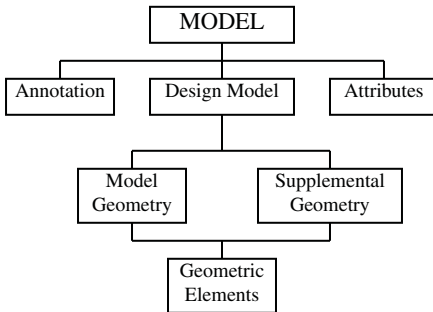 MODEL
Annotation
Design Model
Attributes
Model
Geometry
Supplemental
Geometry
Geometric
Elements